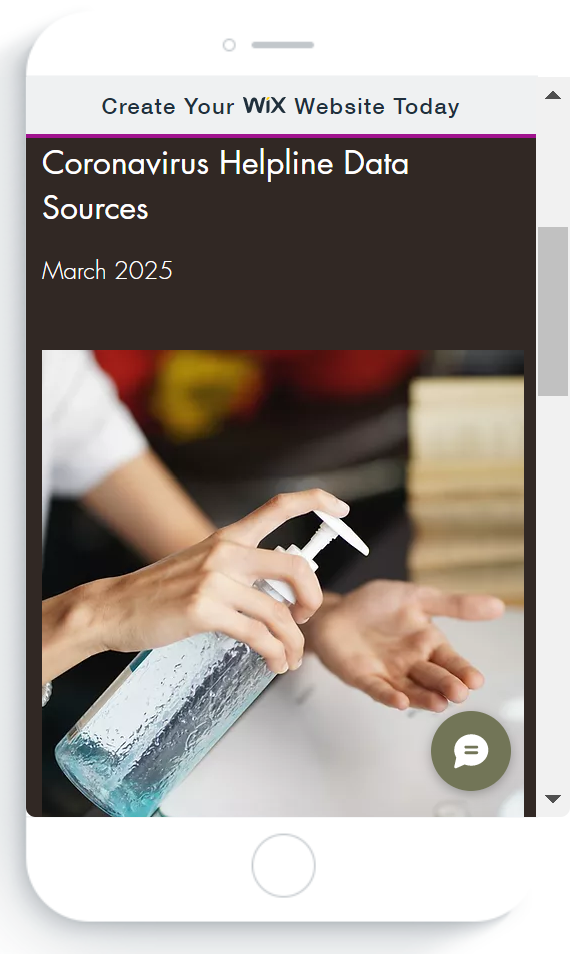 Create Your WiX Website Today
Coronavirus Helpline Data
Sources
March 2025